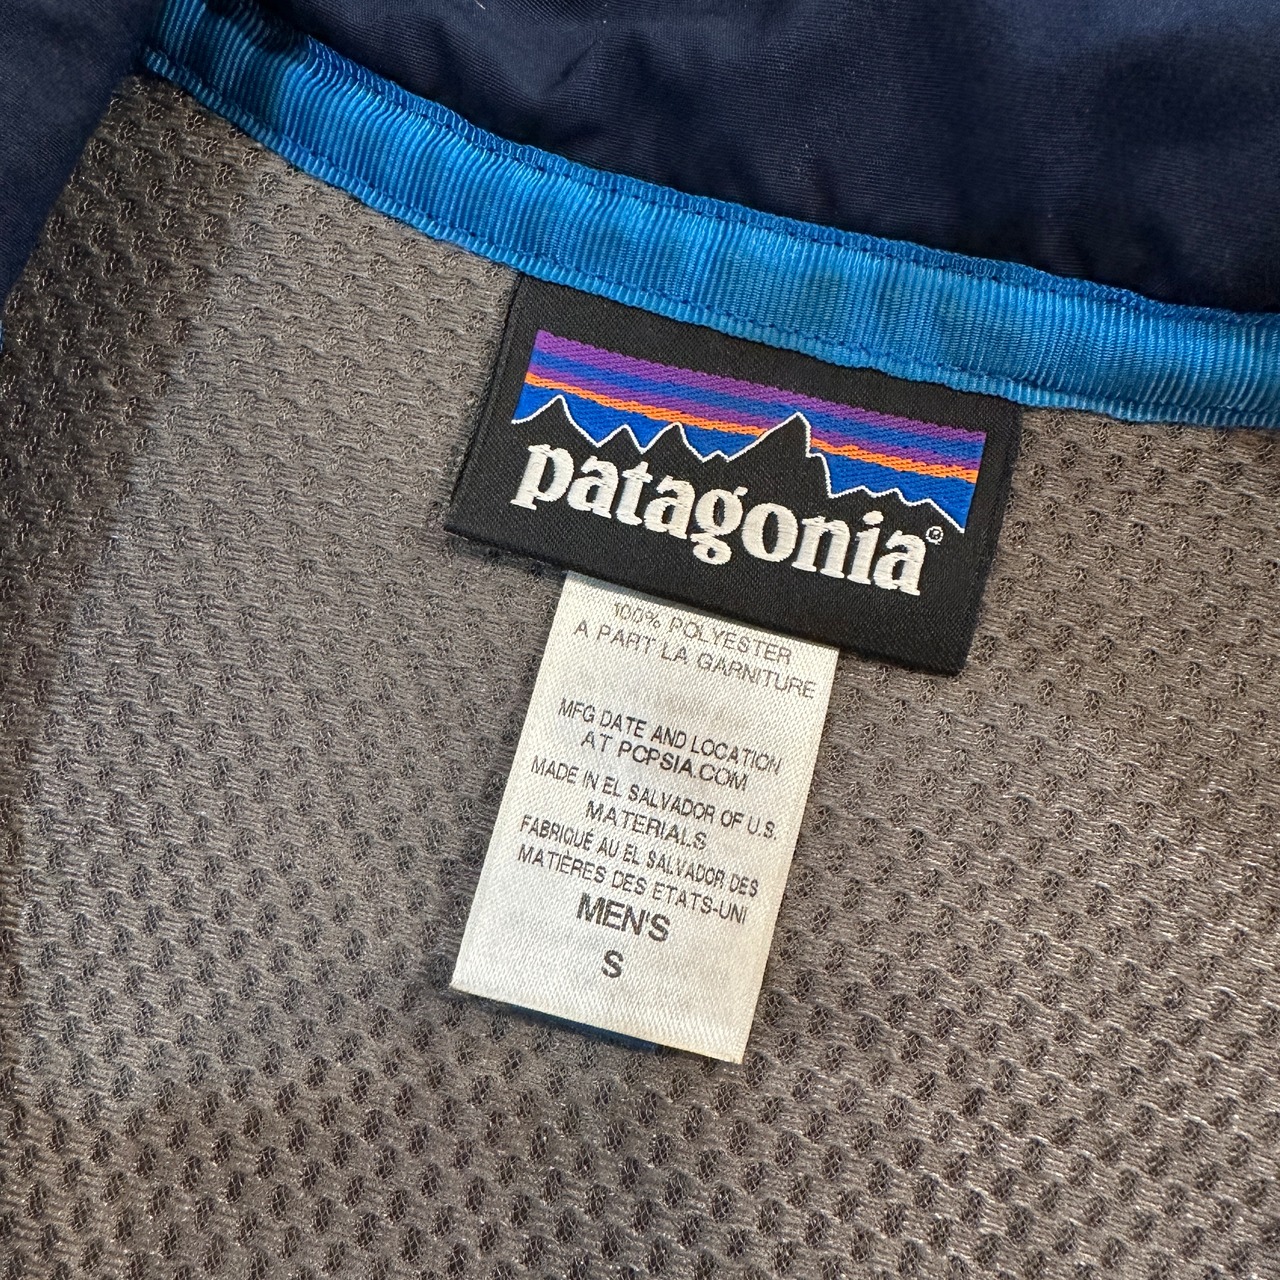 patagonia®
100% POLYESTER
A PART LA GARNITURE
MFG DATE AND LOCATION
AT PCPSIA.COM
MADE IN EL SALVADOR OF U.S.
MATERIALS
FABRIQUÉ AU EL SALVADOR DES
MATIÈRES DES ETATS-UNI
MEN'S
S